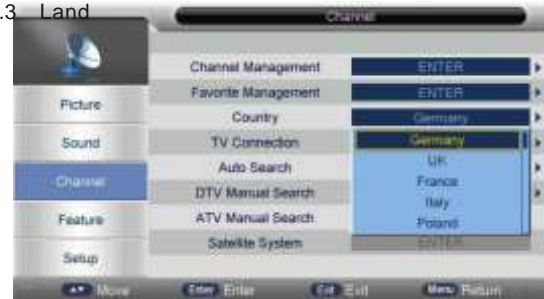 .3 Land
Channel
Channel Management ENTER
Favorite Management ENTER
Picture
Country Germany
Sound
TV Connection Germany
UK
Auto Search
Channel
France
DTV Manual Search
Italy
Feature
ATV Manual Search
Poland
Satellite System ENTER
Setup
Move Enter Enter Exit Exit Menu Return